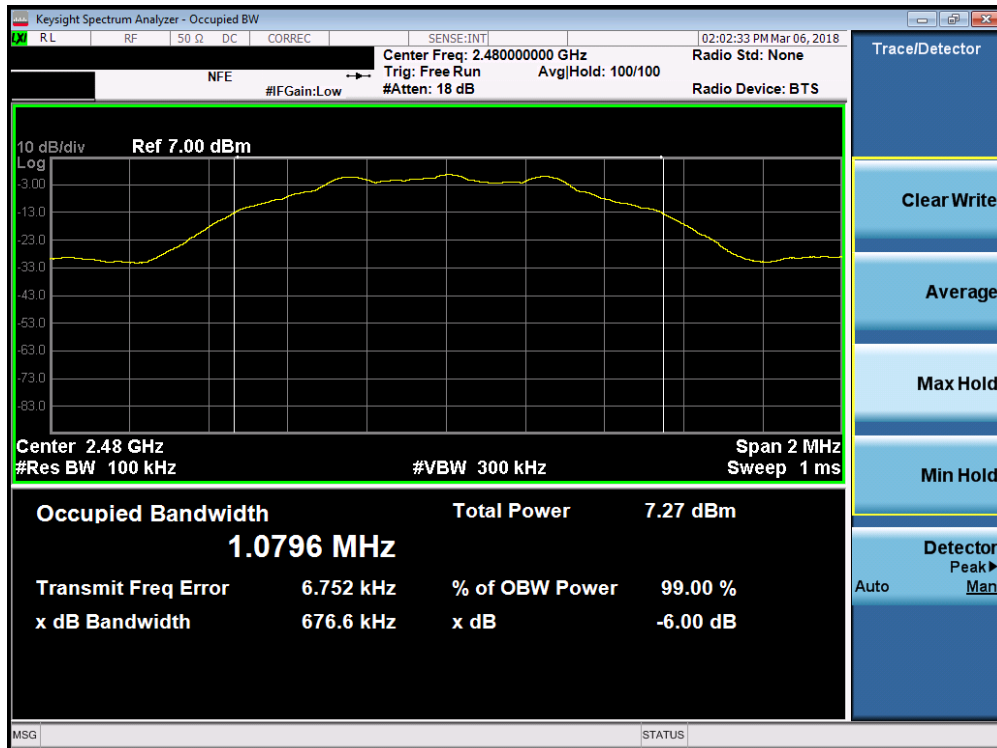 Keysight Spectrum Analyzer - Occupied BW
LXI RL RF 50 Ω DC CORREC SENSE:INT 02:02:33 PM Mar 06, 2018
NFE
#IFGain:Low
Center Freq: 2.480000000 GHz
Trig: Free Run Avg|Hold: 100/100
#Atten: 18 dB
Radio Std: None
Radio Device: BTS
10 dB/div Ref 7.00 dBm
Log
-3.00
-13.0
-23.0
-33.0
-43.0
-53.0
-63.0
-73.0
-83.0
Center 2.48 GHz Span 2 MHz
#Res BW 100 kHz #VBW 300 kHz Sweep 1 ms
Occupied Bandwidth Total Power 7.27 dBm
1.0796 MHz
Transmit Freq Error 6.752 kHz % of OBW Power 99.00 %
x dB Bandwidth 676.6 kHz x dB -6.00 dB
MSG STATUS
Trace/Detector
Clear Write
Average
Max Hold
Min Hold
Detector
Peak▶
Auto Man